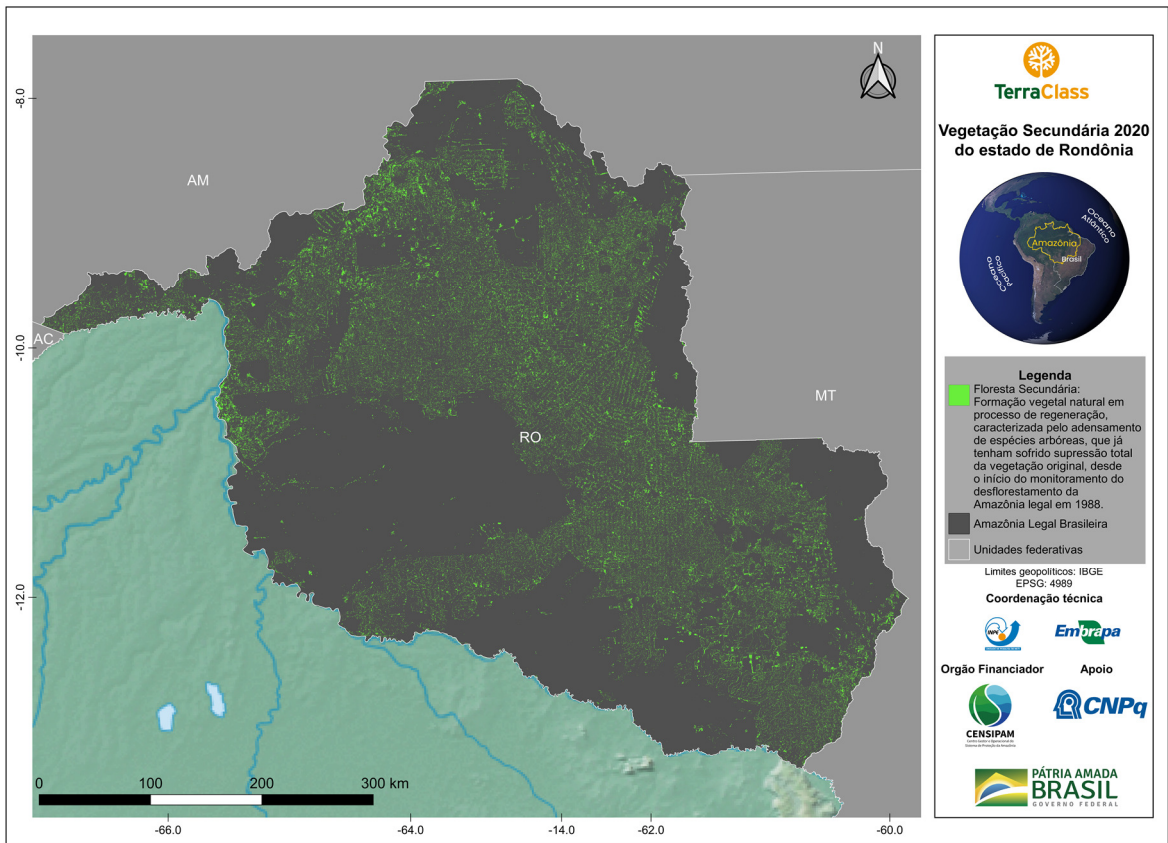 N
-8.0
-10.0
-12.0
AM
AC
RO
MT
0 100 200 300 km
-66.0 -64.0 -14.0 -62.0 -60.0
TerraClass
Vegetação Secundária 2020
do estado de Rondônia
Oceano
Atlântico
Amazônia
Brasil
Oceano
Pacífico
Legenda
Floresta Secundária:
Formação vegetal natural em
processo de regeneração,
caracterizada pelo adensamento
de espécies arbóreas, que já
tenham sofrido supressão total
da vegetação original, desde
o início do monitoramento do
desflorestamento da
Amazônia legal em 1988.
Amazônia Legal Brasileira
Unidades federativas
Limites geopolíticos: IBGE
EPSG: 4989
Coordenação técnica
INPE
Embrapa
Orgão Financiador Apoio
CENSIPAM
CNPq
PÁTRIA AMADA
BRASIL
GOVERNO FEDERAL